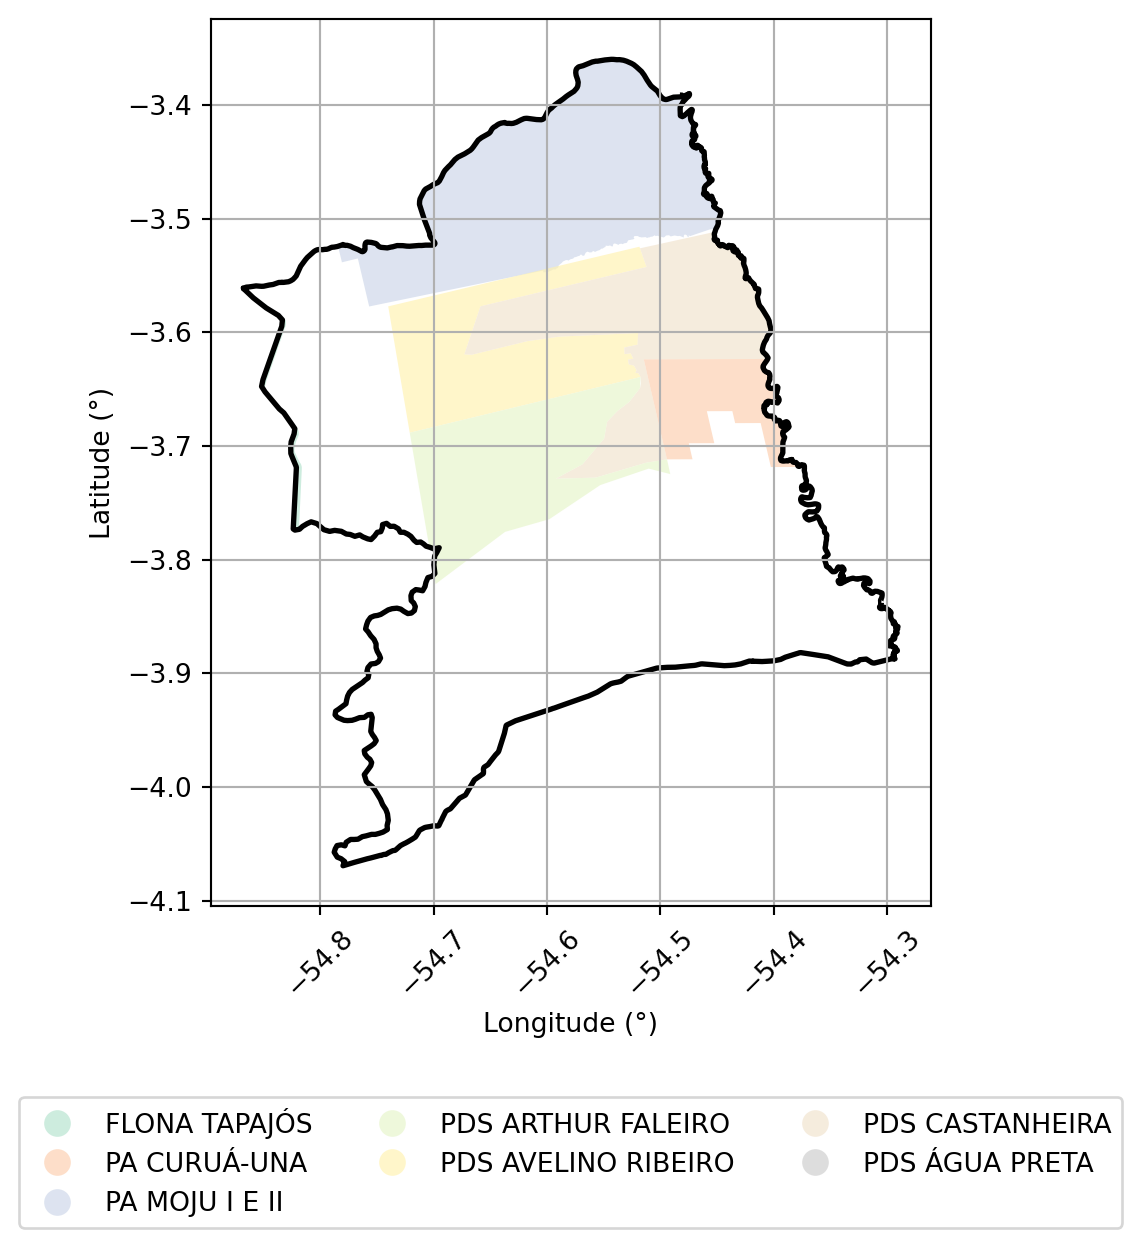 −3.4
−3.5
−3.6
−3.7
−3.8
−3.9
−4.0
−4.1
Latitude (°)
−54.8
−54.7
−54.6
−54.5
−54.4
−54.3
Longitude (°)
FLONA TAPAJÓS
PA CURUÁ-UNA
PA MOJU I E II
PDS ARTHUR FALEIRO
PDS AVELINO RIBEIRO
PDS CASTANHEIRA
PDS ÁGUA PRETA